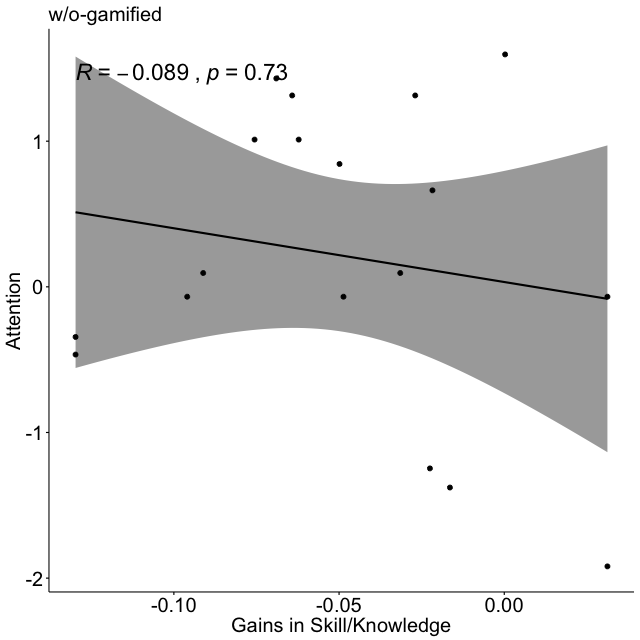 w/o-gamified
R = −0.089 , p = 0.73
1
0
-1
-2
Attention
-0.10 -0.05 0.00
Gains in Skill/Knowledge